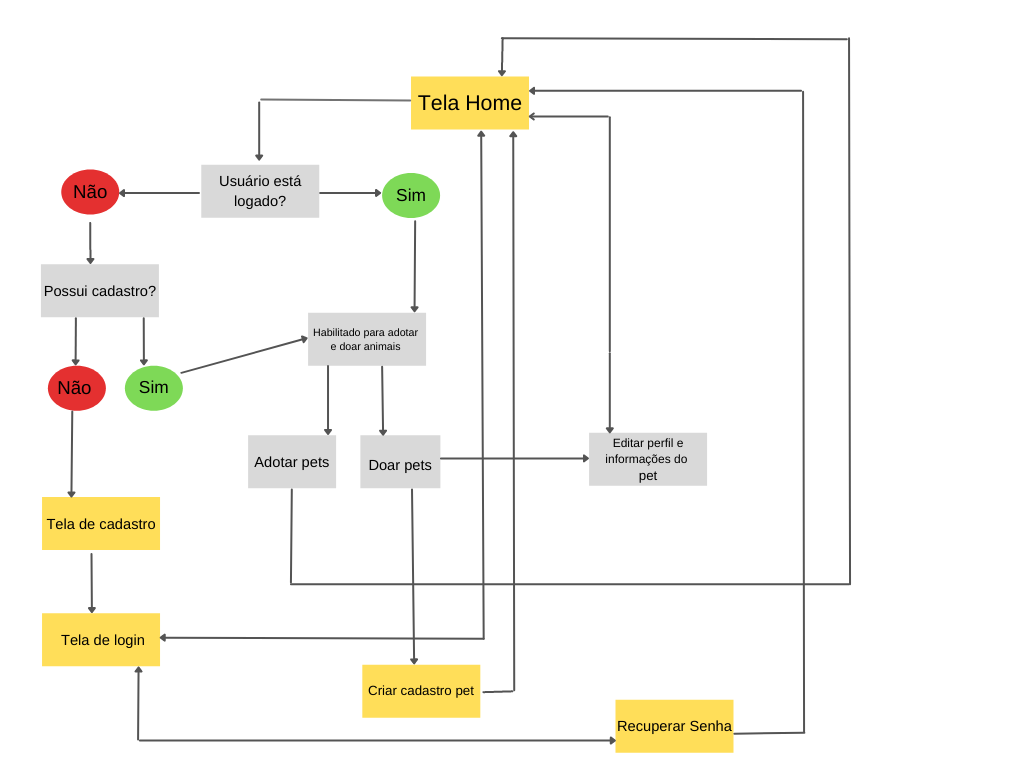 Tela Home
Usuário está
logado?
Não
Sim
Possui cadastro?
Habilitado para adotar
e doar animais
Não
Sim
Adotar pets
Doar pets
Editar perfil e
informações do
pet
Tela de cadastro
Tela de login
Criar cadastro pet
Recuperar Senha